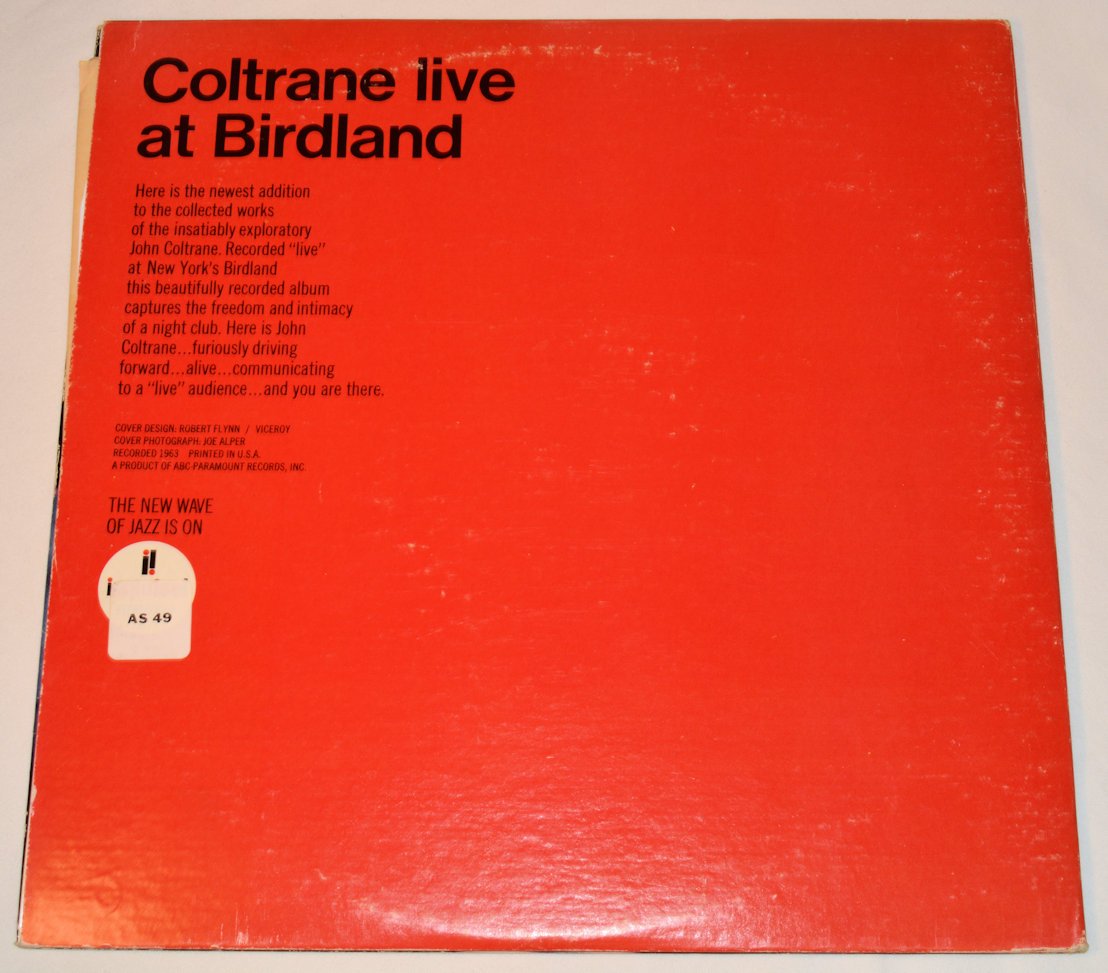 Coltrane live
at Birdland
Here is the newest addition
to the collected works
of the insatiably exploratory
John Coltrane. Recorded "live"
at New York's Birdland
this beautifully recorded album
captures the freedom and intimacy
of a night club. Here is John
Coltrane...furiously driving
forward...alive...communicating
to a "live" audience...and you are there.
COVER DESIGN: ROBERT FLYNN / VICEROY
COVER PHOTOGRAPH: JOE ALPER
RECORDED 1963 PRINTED IN U.S.A.
A PRODUCT OF ABC-PARAMOUNT RECORDS, INC.
THE NEW WAVE
OF JAZZ IS ON
i!
AS 49